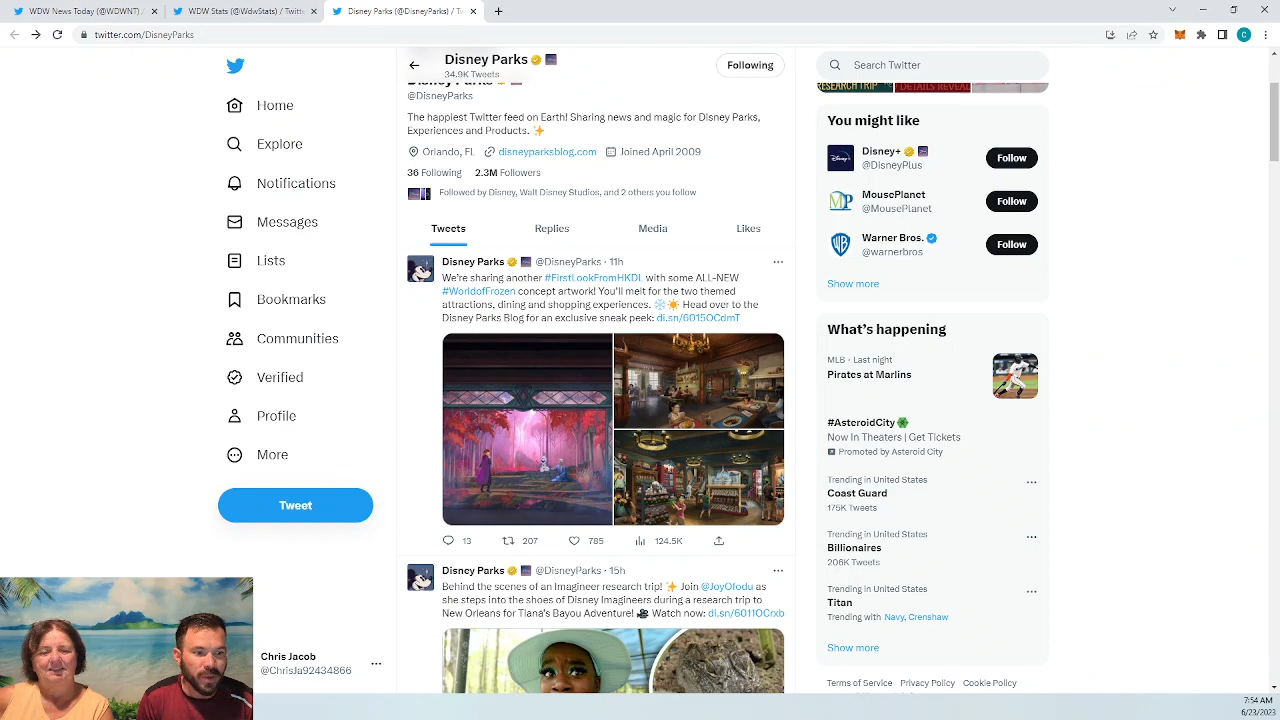 WDW News Today (@WDWNT) /
WDW Stats (@WdwStats) / Twitte
Disney Parks (@DisneyParks) / Tw
twitter.com/DisneyParks
C
Home
Explore
Notifications
Messages
Lists
Bookmarks
Communities
Verified
Profile
More
Tweet
Chris Jacob
@ChrisJa92434866
Disney Parks
34.9K Tweets
Following
Disney Parks
@DisneyParks
The happiest Twitter feed on Earth! Sharing news and magic for Disney Parks,
Experiences and Products.
Orlando, FL disneyparksblog.com Joined April 2009
36 Following 2.3M Followers
Followed by Disney, Walt Disney Studios, and 2 others you follow
Tweets Replies Media Likes
Disney Parks @DisneyParks · 11h
We're sharing another #FirstLookFromHKDL with some ALL-NEW
#WorldofFrozen concept artwork! You'll melt for the two themed
attractions, dining and shopping experiences. Head over to the
Disney Parks Blog for an exclusive sneak peek: di.sn/6015OCdmT
13 207 785 124.5K
Disney Parks @DisneyParks · 15h
Behind the scenes of an Imagineer research trip! Join @JoyOfodu as
she steps into the shoes of Disney Imagineers during a research trip to
New Orleans for Tiana's Bayou Adventure! Watch now: di.sn/6011OCrxb
Search Twitter
RESEARCH TRIP
DETAILS REVEAL
You might like
Disney+
@DisneyPlus
Follow
MousePlanet
@MousePlanet
Follow
Warner Bros.
@warnerbros
Follow
Show more
What's happening
MLB · Last night
Pirates at Marlins
#AsteroidCity
Now In Theaters | Get Tickets
Promoted by Asteroid City
Trending in United States
Coast Guard
175K Tweets
Trending in United States
Billionaires
206K Tweets
Trending in United States
Titan
Trending with Navy, Crenshaw
Show more
Terms of Service Privacy Policy Cookie Policy
7:54 AM
6/23/2023